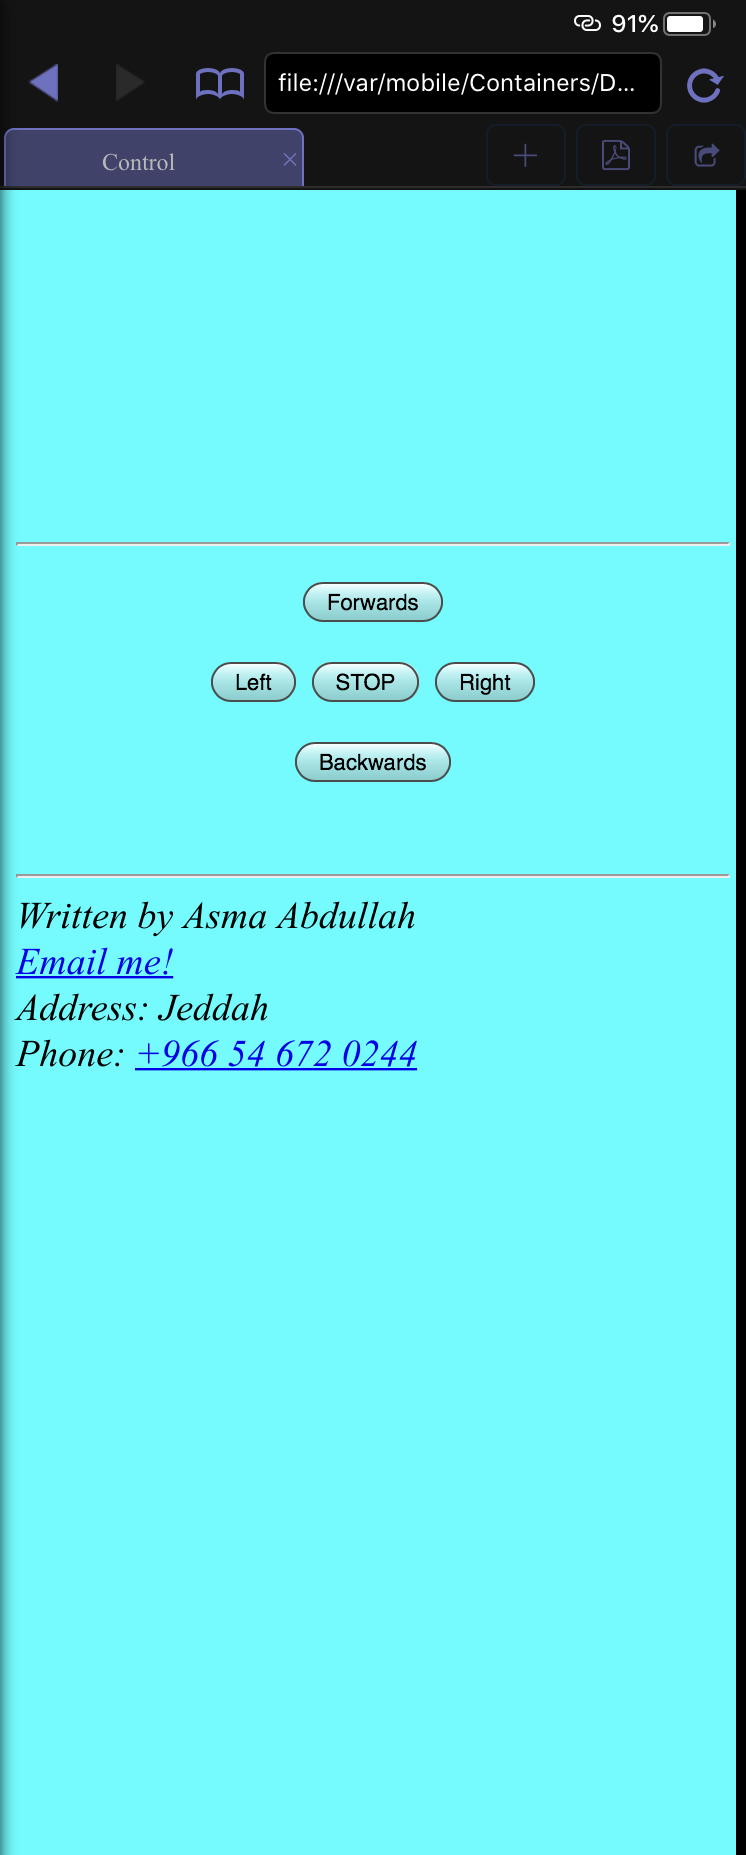 91%
file:///var/mobile/Containers/D...
Control
Forwards
Left STOP Right
Backwards
Written by Asma Abdullah
Email me!
Address: Jeddah
Phone: +966 54 672 0244